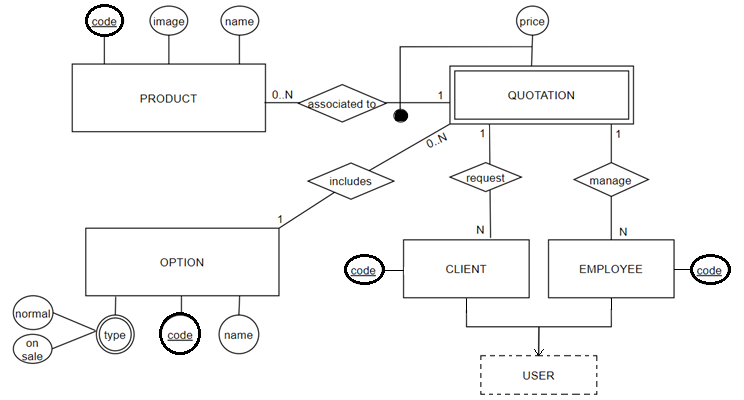 code
image
name
price
PRODUCT
0..N
associated to
1
QUOTATION
0..N
1
1
includes
request
manage
1
N
N
OPTION
code
CLIENT
EMPLOYEE
code
normal
on
sale
type
code
name
USER